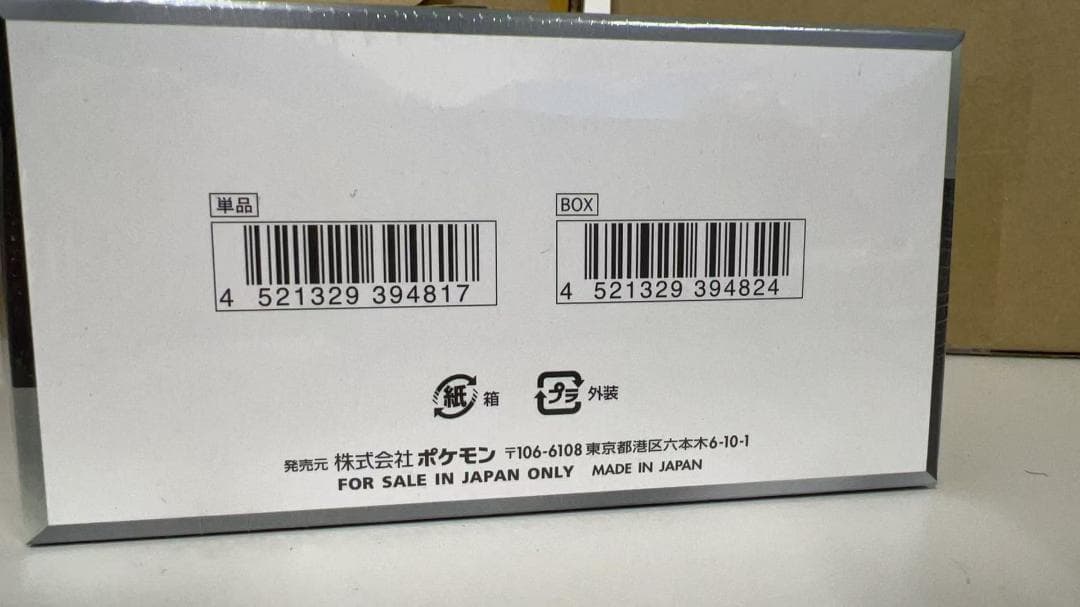 単品
4 521329 394817
BOX
4 521329 394824
紙 箱
プラ 外装
発売元 株式会社ポケモン 〒106-6108 東京都港区六本木6-10-1
FOR SALE IN JAPAN ONLY MADE IN JAPAN